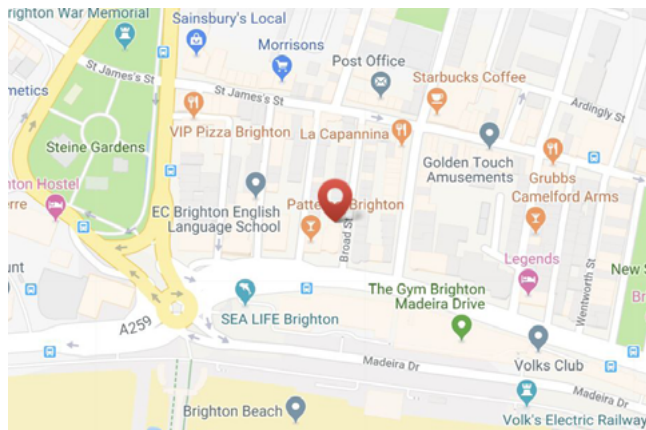 righton War Memorial
Sainsbury's Local
Morrisons
Post Office
Starbucks Coffee
St James's St
St James's St
Ardingly St
metics
VIP Pizza Brighton
La Capannina
Steine Gardens
Golden Touch
Amusements
Grubbs
Camelford Arms
hton Hostel
erre
EC Brighton English
Language School
Patte
Brighton
Broad St
Legends
unt
New S
Br
Wentworth St
The Gym Brighton
Madeira Drive
SEA LIFE Brighton
A259
Madeira Dr
Volks Club
Madeira Dr
Brighton Beach
Volk's Electric Railway